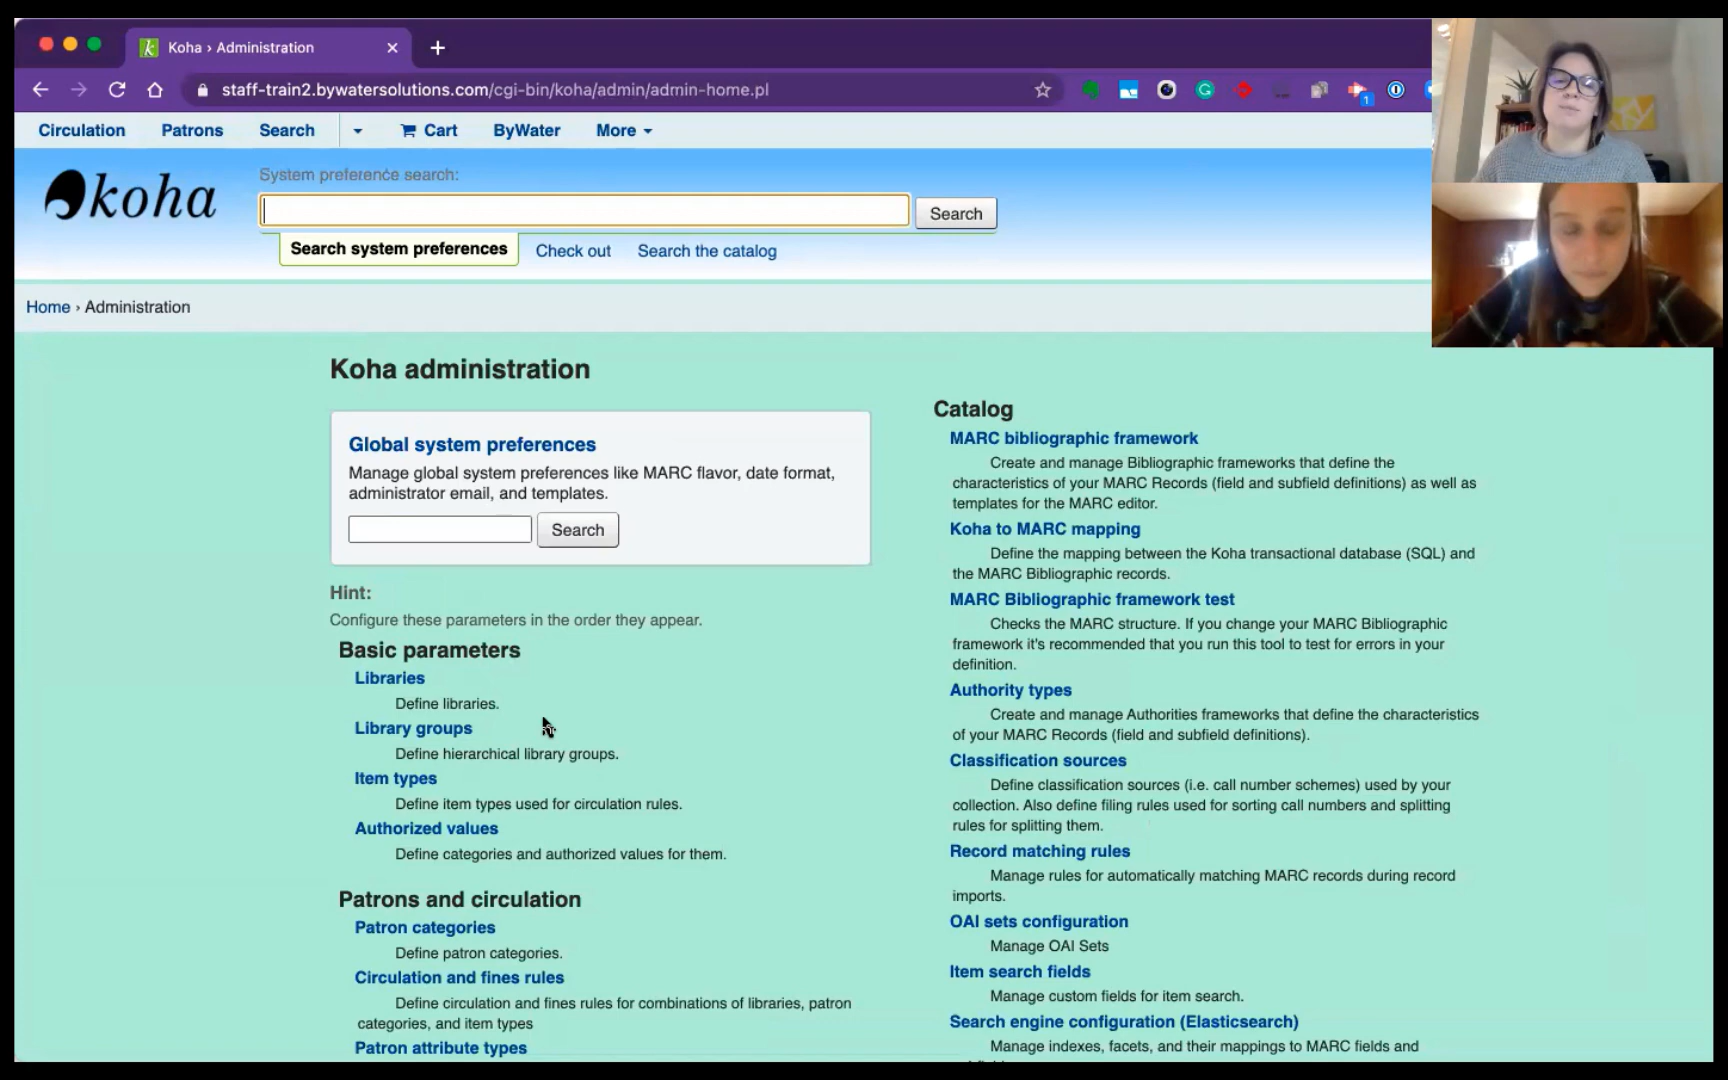 Koha › Administration
staff-train2.bywatersolutions.com/cgi-bin/koha/admin/admin-home.pl
1
Circulation Patrons Search Cart ByWater More
koha
System preference search:
Search
Search system preferences Check out Search the catalog
Home › Administration
Koha administration
Global system preferences
Manage global system preferences like MARC flavor, date format,
administrator email, and templates.
Search
Hint:
Configure these parameters in the order they appear.
Basic parameters
Libraries
Define libraries.
Library groups
Define hierarchical library groups.
Item types
Define item types used for circulation rules.
Authorized values
Define categories and authorized values for them.
Patrons and circulation
Patron categories
Define patron categories.
Circulation and fines rules
Define circulation and fines rules for combinations of libraries, patron
categories, and item types
Patron attribute types
Catalog
MARC bibliographic framework
Create and manage Bibliographic frameworks that define the
characteristics of your MARC Records (field and subfield definitions) as well as
templates for the MARC editor.
Koha to MARC mapping
Define the mapping between the Koha transactional database (SQL) and
the MARC Bibliographic records.
MARC Bibliographic framework test
Checks the MARC structure. If you change your MARC Bibliographic
framework it's recommended that you run this tool to test for errors in your
definition.
Authority types
Create and manage Authorities frameworks that define the characteristics
of your MARC Records (field and subfield definitions).
Classification sources
Define classification sources (i.e. call number schemes) used by your
collection. Also define filing rules used for sorting call numbers and splitting
rules for splitting them.
Record matching rules
Manage rules for automatically matching MARC records during record
imports.
OAI sets configuration
Manage OAI Sets
Item search fields
Manage custom fields for item search.
Search engine configuration (Elasticsearch)
Manage indexes, facets, and their mappings to MARC fields and